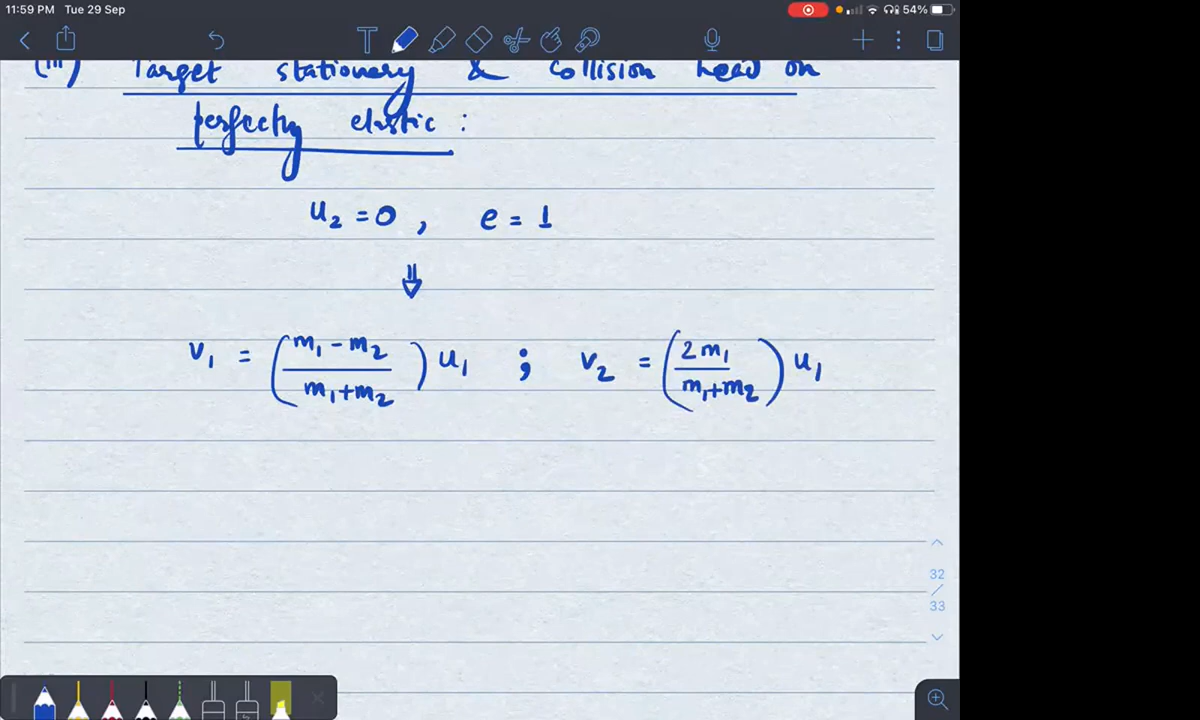 11:59 PM Tue 29 Sep 54%
(iii) Target stationery & Collision head on
perfectly elastic :
u₂ = 0 , e = 1
⇓
v₁ = (m₁ - m₂ / m₁ + m₂) u₁ ; v₂ = (2m₁ / m₁ + m₂) u₁
32
/
33